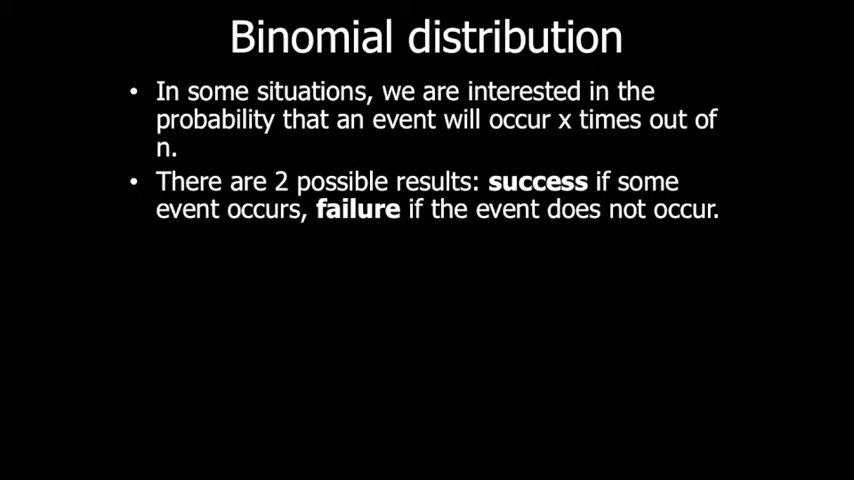 Binomial distribution
• In some situations, we are interested in the
probability that an event will occur x times out of
n.
• There are 2 possible results: success if some
event occurs, failure if the event does not occur.